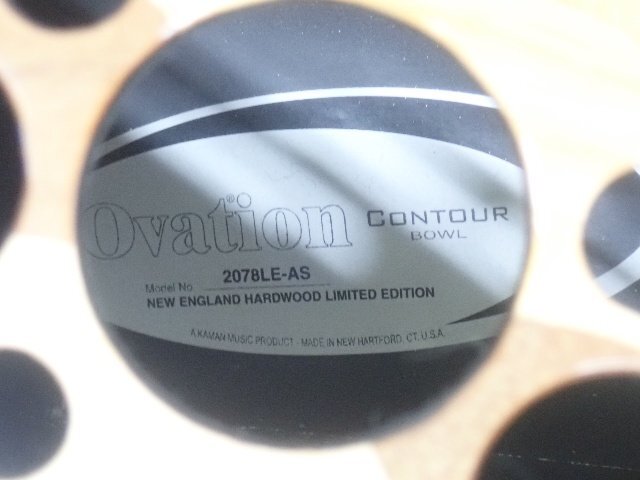 Ovation® CONTOUR
BOWL
Model No 2078LE-AS
NEW ENGLAND HARDWOOD LIMITED EDITION
A KAMAN MUSIC PRODUCT - MADE IN NEW HARTFORD, CT. U.S.A.